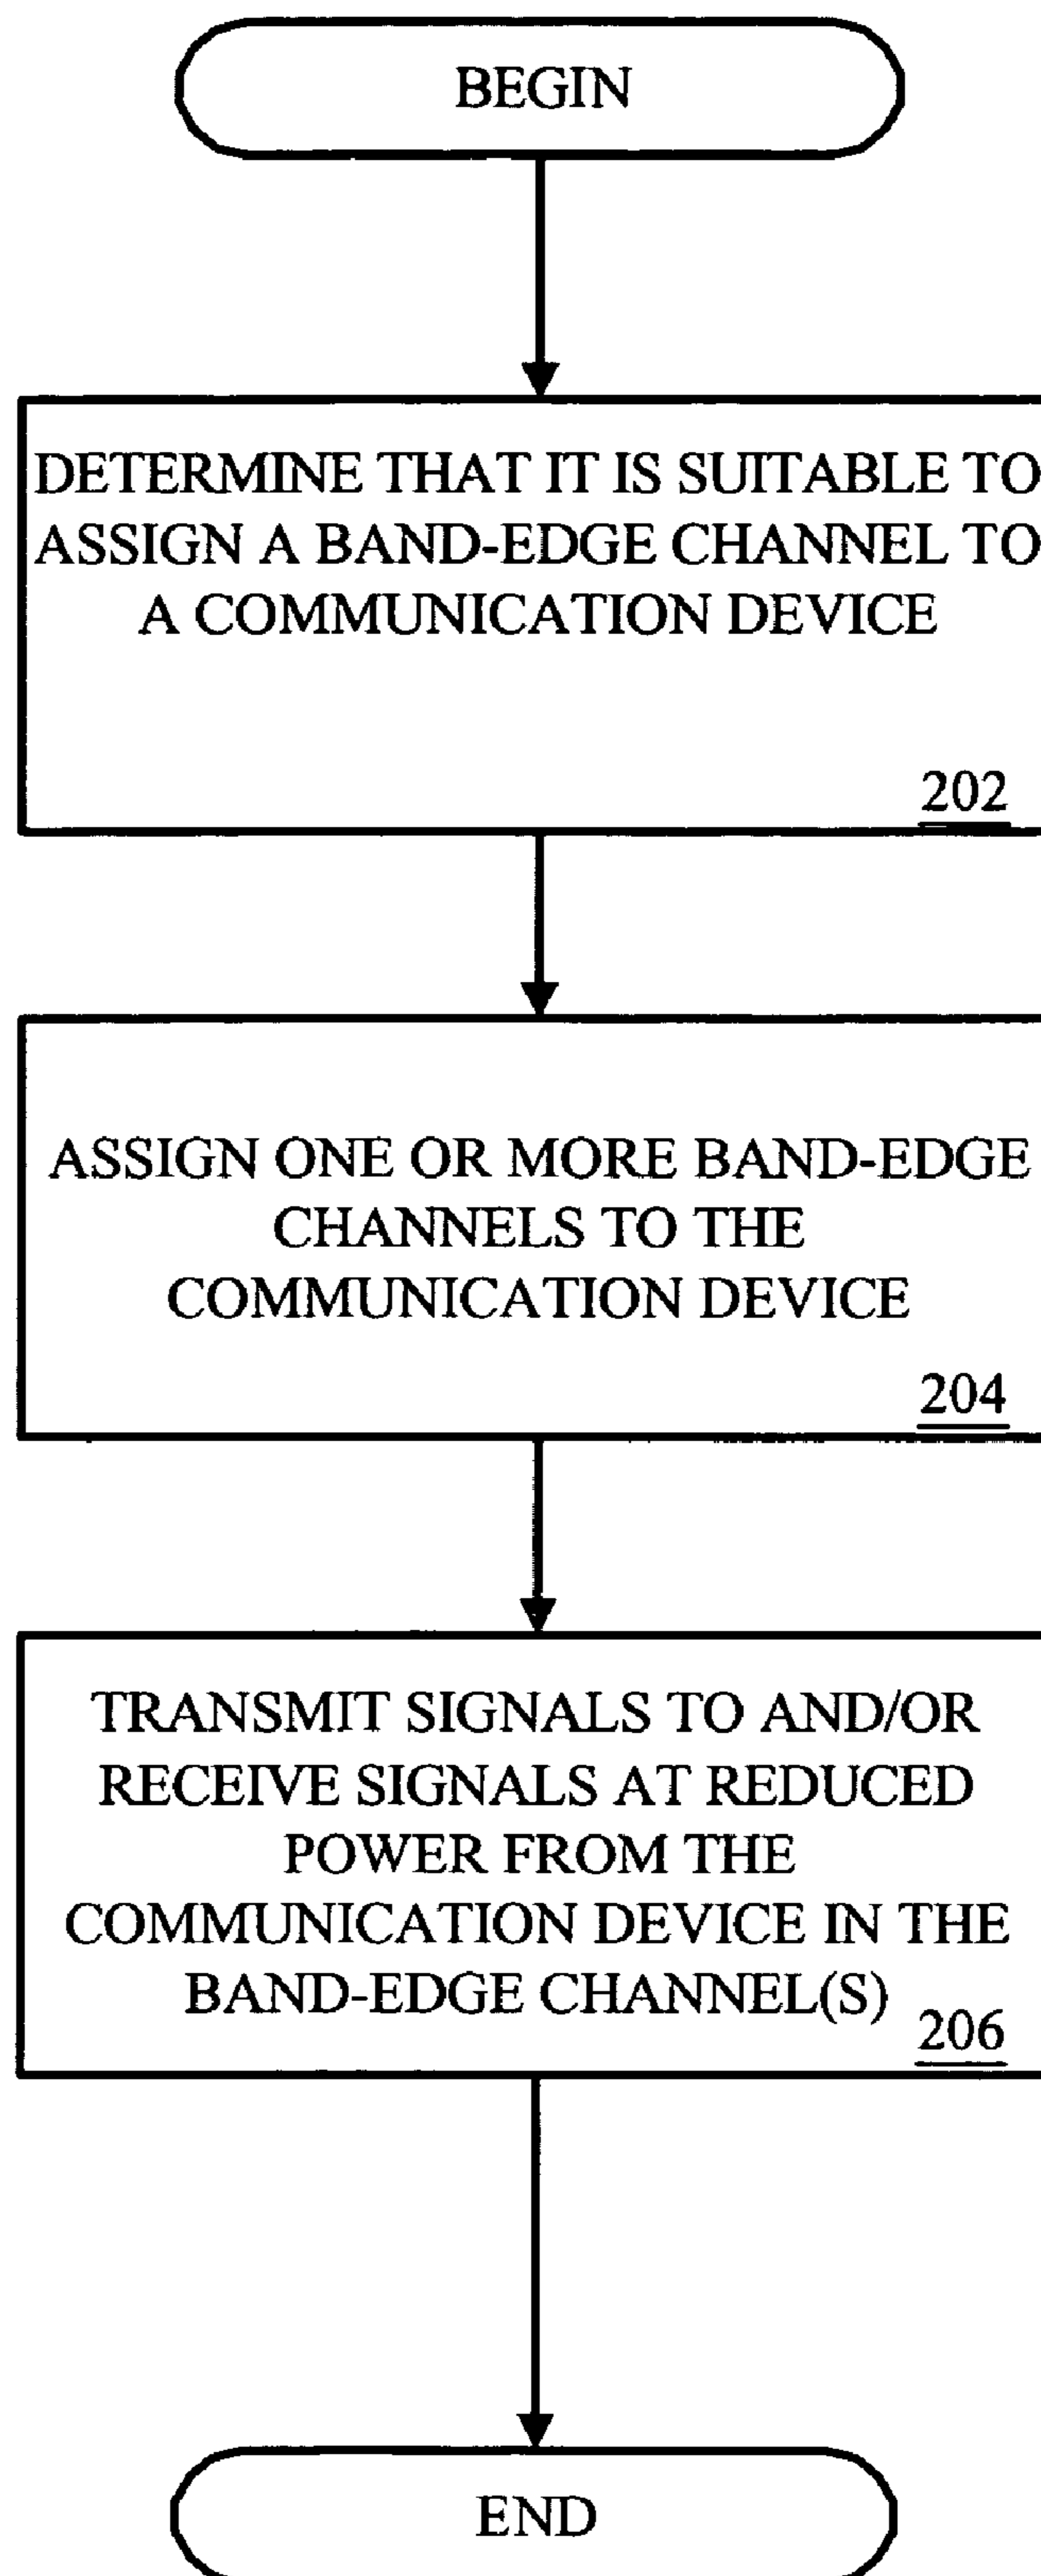 BEGIN
DETERMINE THAT IT IS SUITABLE TO
ASSIGN A BAND-EDGE CHANNEL TO
A COMMUNICATION DEVICE
202
ASSIGN ONE OR MORE BAND-EDGE
CHANNELS TO THE
COMMUNICATION DEVICE
204
TRANSMIT SIGNALS TO AND/OR
RECEIVE SIGNALS AT REDUCED
POWER FROM THE
COMMUNICATION DEVICE IN THE
BAND-EDGE CHANNEL(S)
206
END